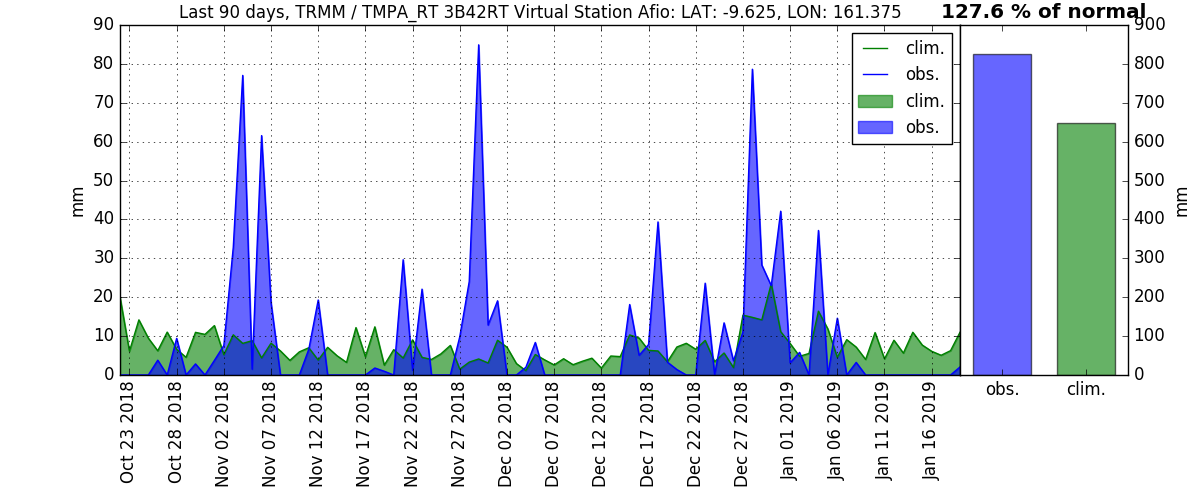 Last 90 days, TRMM / TMPA_RT 3B42RT Virtual Station Afio: LAT: -9.625, LON: 161.375
127.6 % of normal
90
80
70
60
50
40
30
20
10
0
mm
clim.
obs.
clim.
obs.
Oct 23 2018
Oct 28 2018
Nov 02 2018
Nov 07 2018
Nov 12 2018
Nov 17 2018
Nov 22 2018
Nov 27 2018
Dec 02 2018
Dec 07 2018
Dec 12 2018
Dec 17 2018
Dec 22 2018
Dec 27 2018
Jan 01 2019
Jan 06 2019
Jan 11 2019
Jan 16 2019
900
800
700
600
500
400
300
200
100
0
mm
obs.
clim.